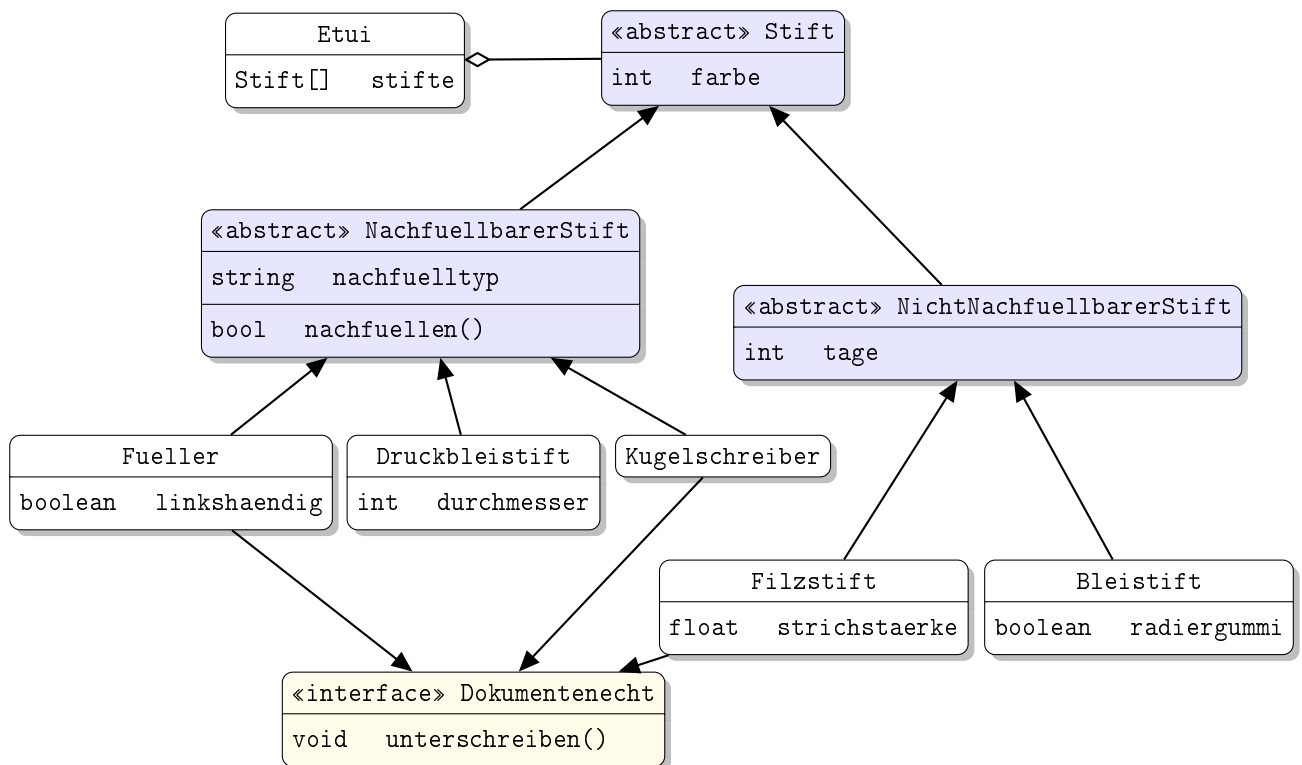 Etui
Stift[] stifte
«abstract» Stift
int farbe
«abstract» NachfuellbarerStift
string nachfuelltyp
bool nachfuellen()
«abstract» NichtNachfuellbarerStift
int tage
Fueller
boolean linkshaendig
Druckbleistift
int durchmesser
Kugelschreiber
Filzstift
float strichstaerke
Bleistift
boolean radiergummi
«interface» Dokumentenecht
void unterschreiben()